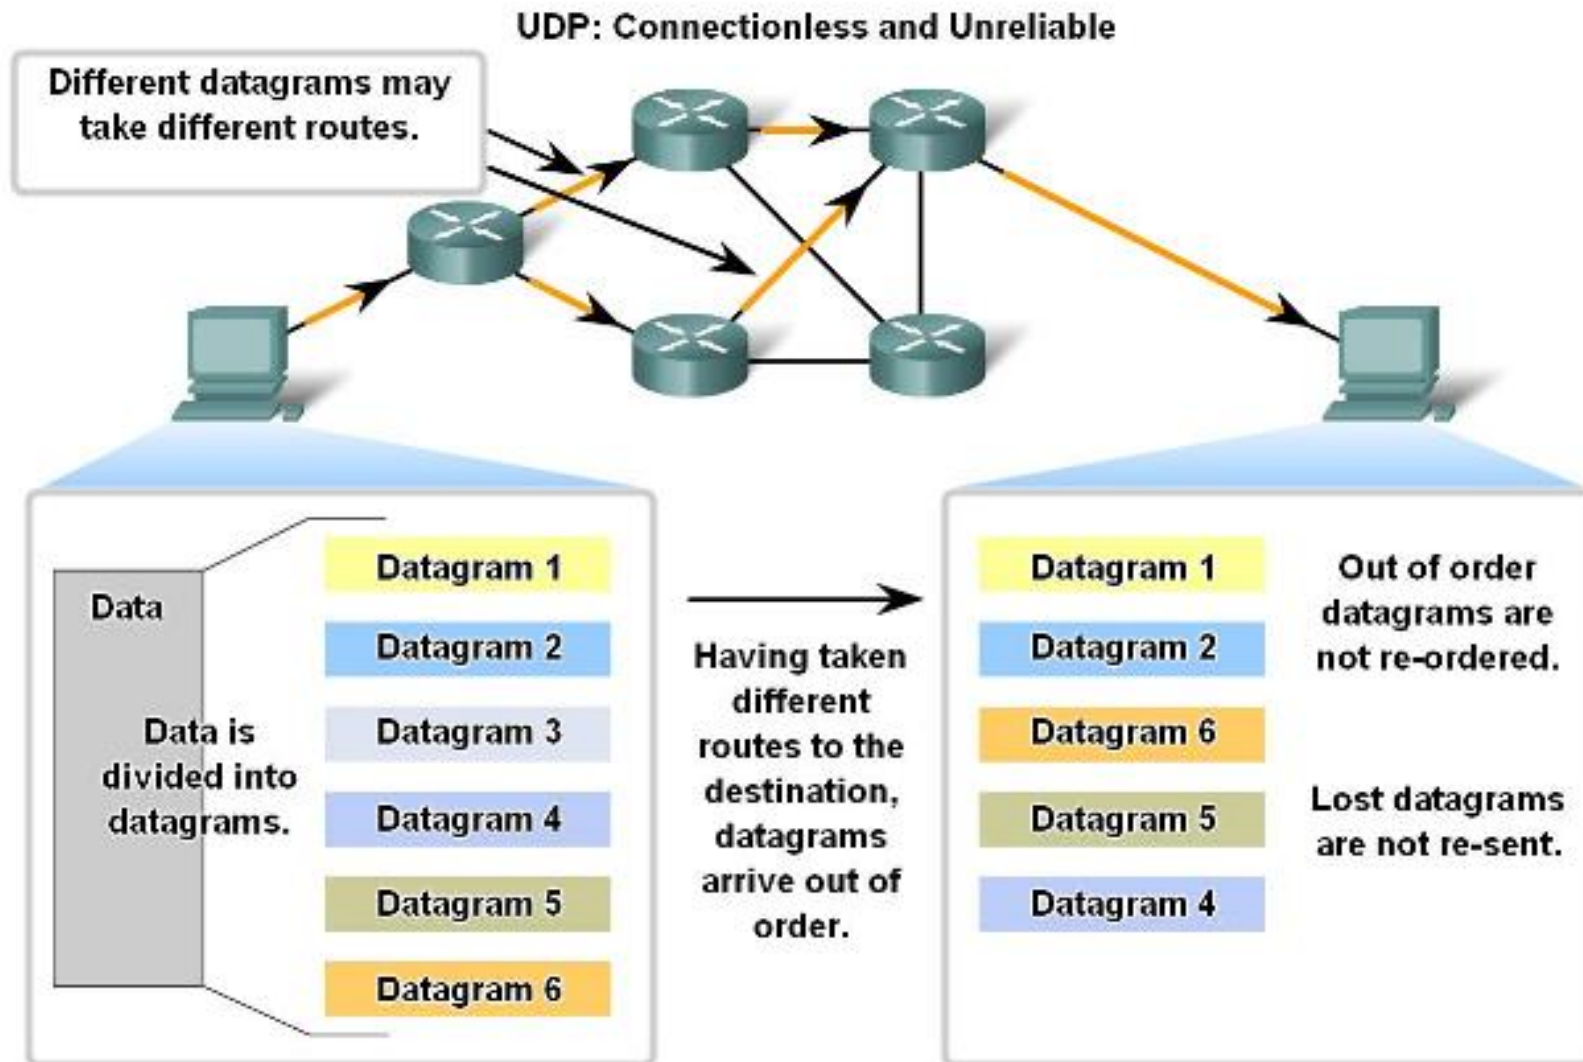 UDP: Connectionless and Unreliable
Different datagrams may
take different routes.
Data
Data is
divided into
datagrams.
Datagram 1
Datagram 2
Datagram 3
Datagram 4
Datagram 5
Datagram 6
Having taken
different
routes to the
destination,
datagrams
arrive out of
order.
Datagram 1
Datagram 2
Datagram 6
Datagram 5
Datagram 4
Out of order
datagrams are
not re-ordered.
Lost datagrams
are not re-sent.